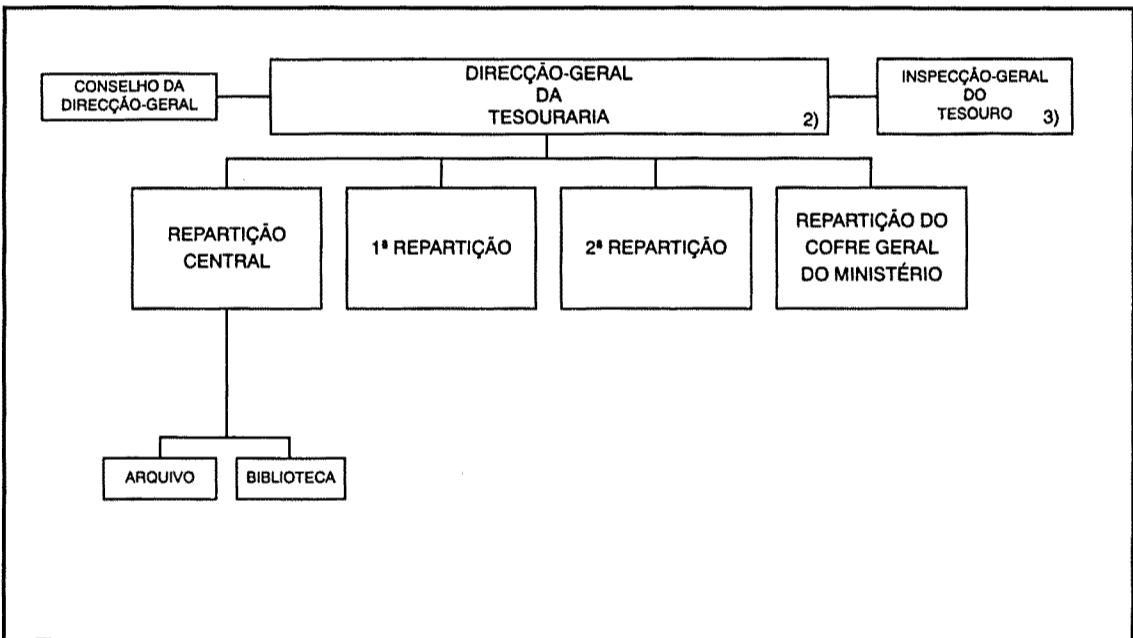 CONSELHO DA
DIRECÇÃO-GERAL
DIRECÇÃO-GERAL
DA
TESOURARIA
2)
INSPECÇÃO-GERAL
DO
TESOURO 3)
REPARTIÇÃO
CENTRAL
1ª REPARTIÇÃO
2ª REPARTIÇÃO
REPARTIÇÃO DO
COFRE GERAL
DO MINISTÉRIO
ARQUIVO
BIBLIOTECA